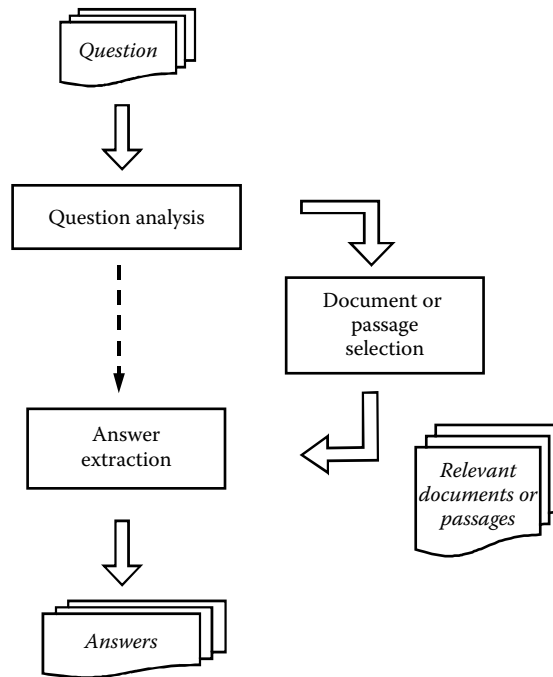 Question
Question analysis
Document or
passage
selection
Answer
extraction
Relevant
documents or
passages
Answers